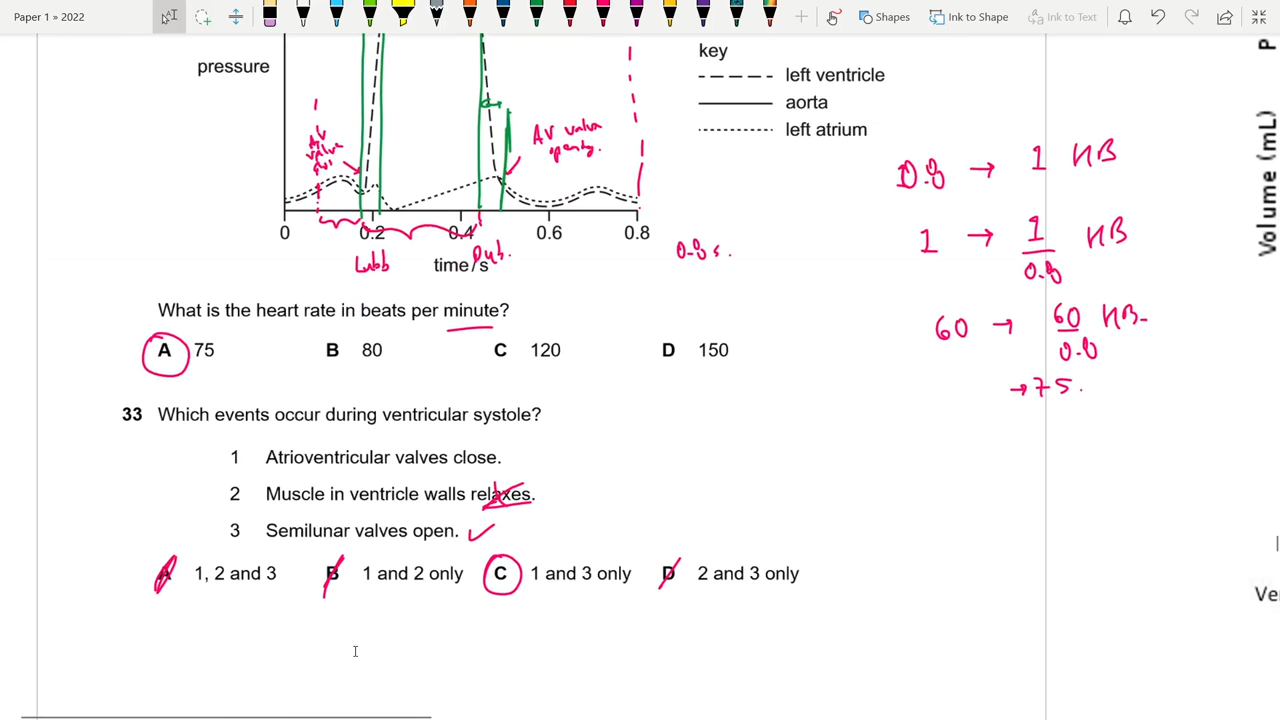 Paper 1 » 2022
Shapes
Ink to Shape
Ink to Text
key
pressure
left ventricle
aorta
left atrium
AV valve
AV valve
0 0.2 0.4 0.6 0.8
Lubb
Dub.
0.8 s.
time / s
0.8 → 1 HB
1 → 1/0.8 HB
60 → 60/0.8 HB
→ 75.
Volume (mL)
P
What is the heart rate in beats per minute?
A 75 B 80 C 120 D 150
33 Which events occur during ventricular systole?
1 Atrioventricular valves close.
2 Muscle in ventricle walls relaxes.
3 Semilunar valves open. ✓
A 1, 2 and 3 B 1 and 2 only C 1 and 3 only D 2 and 3 only
Ve